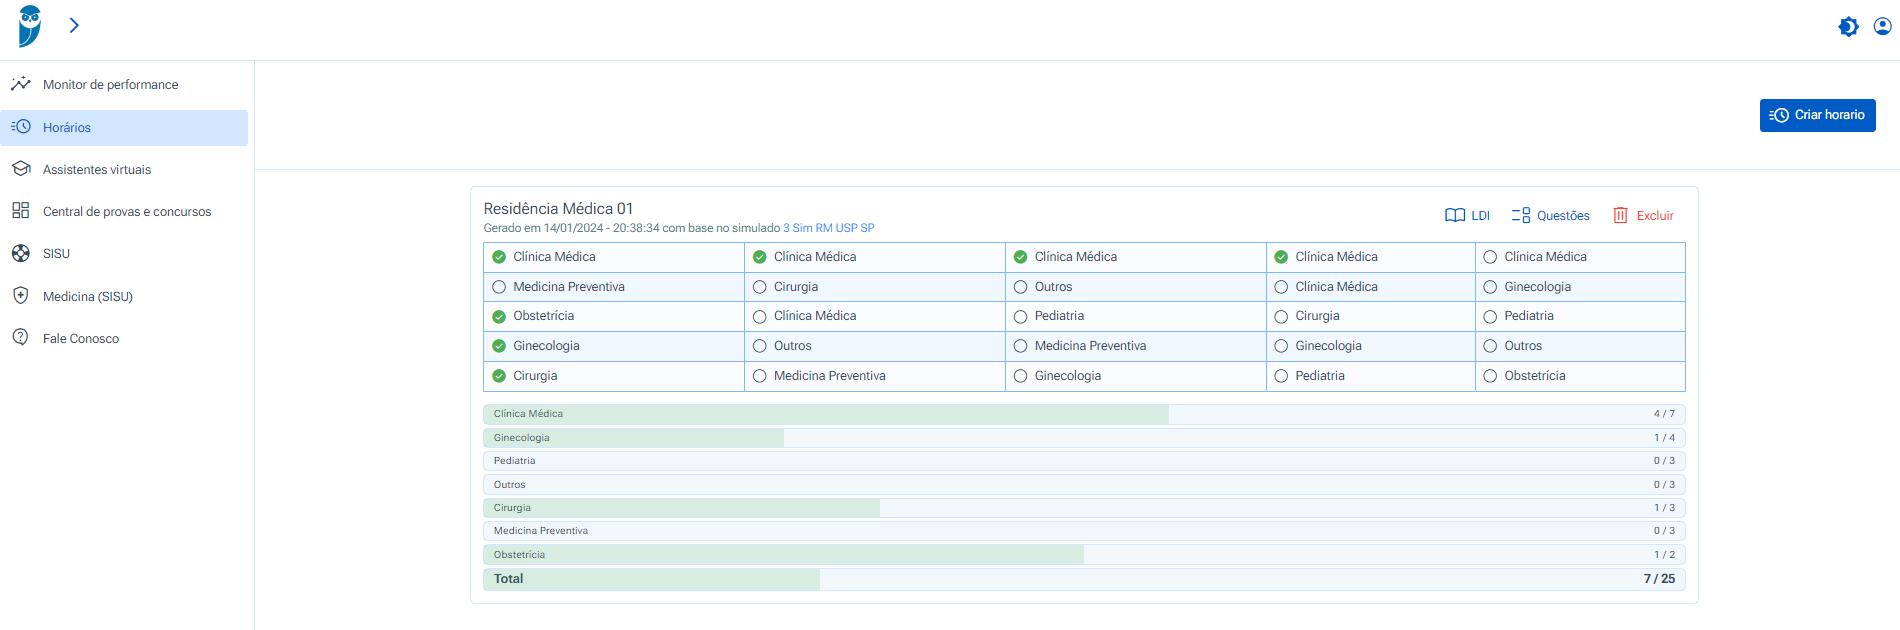 Monitor de performance
Horários
Assistentes virtuais
Central de provas e concursos
SISU
Medicina (SISU)
Fale Conosco
Criar horario
Residência Médica 01
Gerado em 14/01/2024 - 20:38:34 com base no simulado 3 Sim RM USP SP
LDI Questões Excluir
Clínica Médica Clínica Médica Clínica Médica Clínica Médica Clínica Médica
Medicina Preventiva Cirurgia Outros Clínica Médica Ginecologia
Obstetrícia Clínica Médica Pediatria Cirurgia Pediatria
Ginecologia Outros Medicina Preventiva Ginecologia Outros
Cirurgia Medicina Preventiva Ginecologia Pediatria Obstetrícia
Clínica Médica 4 / 7
Ginecologia 1 / 4
Pediatria 0 / 3
Outros 0 / 3
Cirurgia 1 / 3
Medicina Preventiva 0 / 3
Obstetrícia 1 / 2
Total 7 / 25